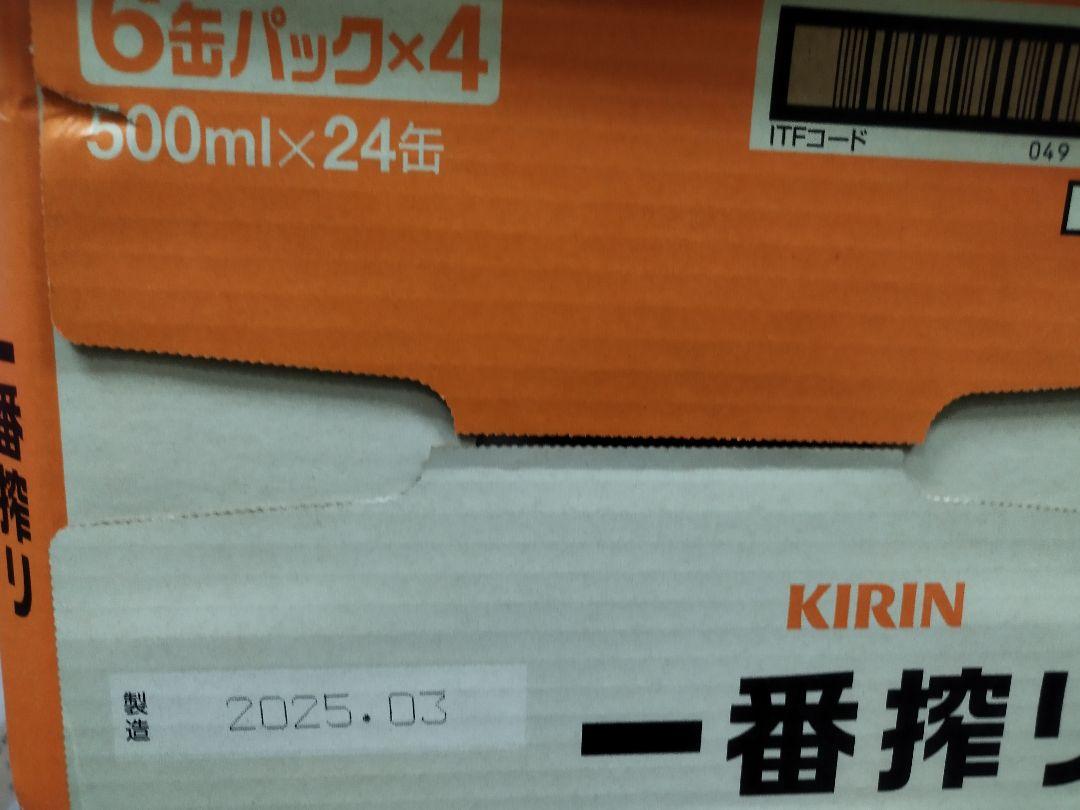 6缶パック×4
500ml×24缶
ITFコード
049
一番搾り
KIRIN
一番搾り
製造 2025.03